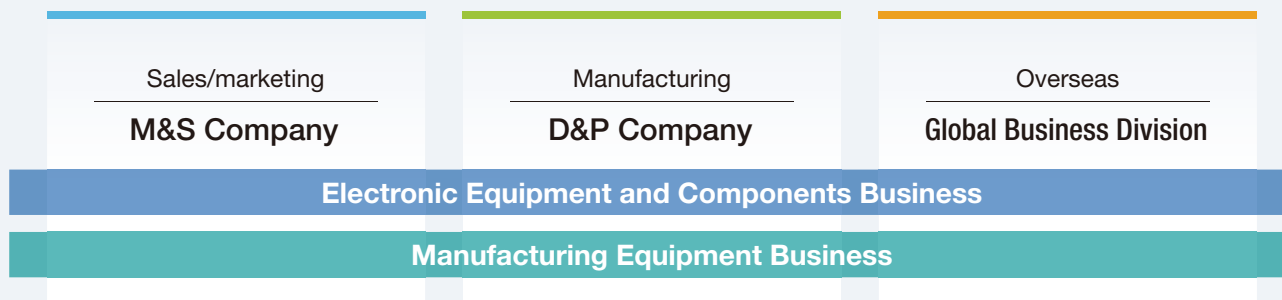 Sales/marketing
M&S Company
Manufacturing
D&P Company
Overseas
Global Business Division
Electronic Equipment and Components Business
Manufacturing Equipment Business